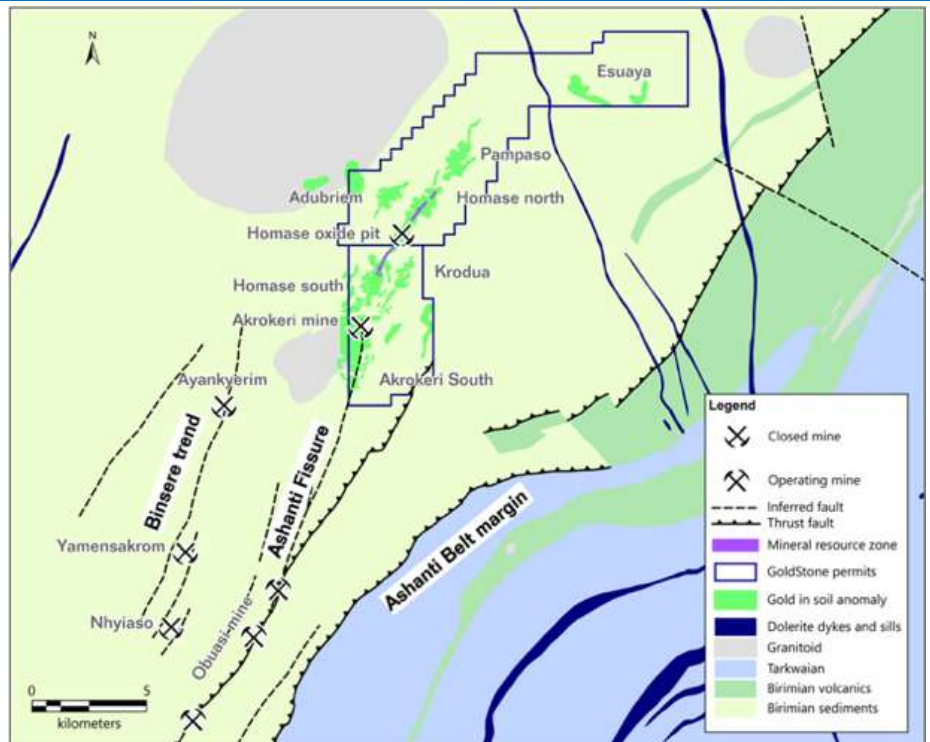 N
Esuaya
Pampaso
Adubriem
Homase north
Homase oxide pit
Krodua
Homase south
Akrokeri mine
Ayankyerim
Akrokeri South
Binsere trend
Ashanti Fissure
Ashanti Belt margin
Yamensakrom
Nhyiaso
Obuasi mine
0 5
kilometers
Legend
Closed mine
Operating mine
Inferred fault
Thrust fault
Mineral resource zone
GoldStone permits
Gold in soil anomaly
Dolerite dykes and sills
Granitoid
Tarkwaian
Birimian volcanics
Birimian sediments